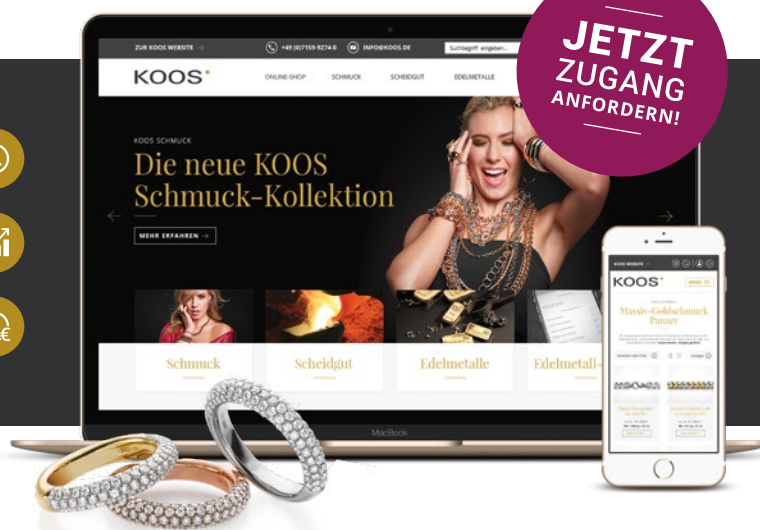 JETZT
ZUGANG
ANFORDERN!
ZUR KOOS WEBSITE
+49 (0)7159-9274-0
INFO@KOOS.DE
Suchbegriff eingeben...
KOOS
ONLINE-SHOP
SCHMUCK
SCHEIDGUT
EDELMETALLE
KOOS SCHMUCK
Die neue KOOS
Schmuck-Kollektion
MEHR ERFAHREN
Schmuck
Scheidgut
Edelmetalle
Edelmetall-
MacBook
KOOS WEBSITE
KOOS
Massiv-Goldschmuck
Panzer